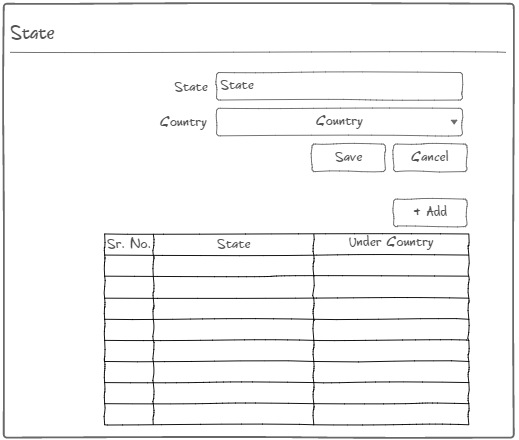 State
State State
Country Country
Save Cancel
+ Add
Sr. No. State Under Country